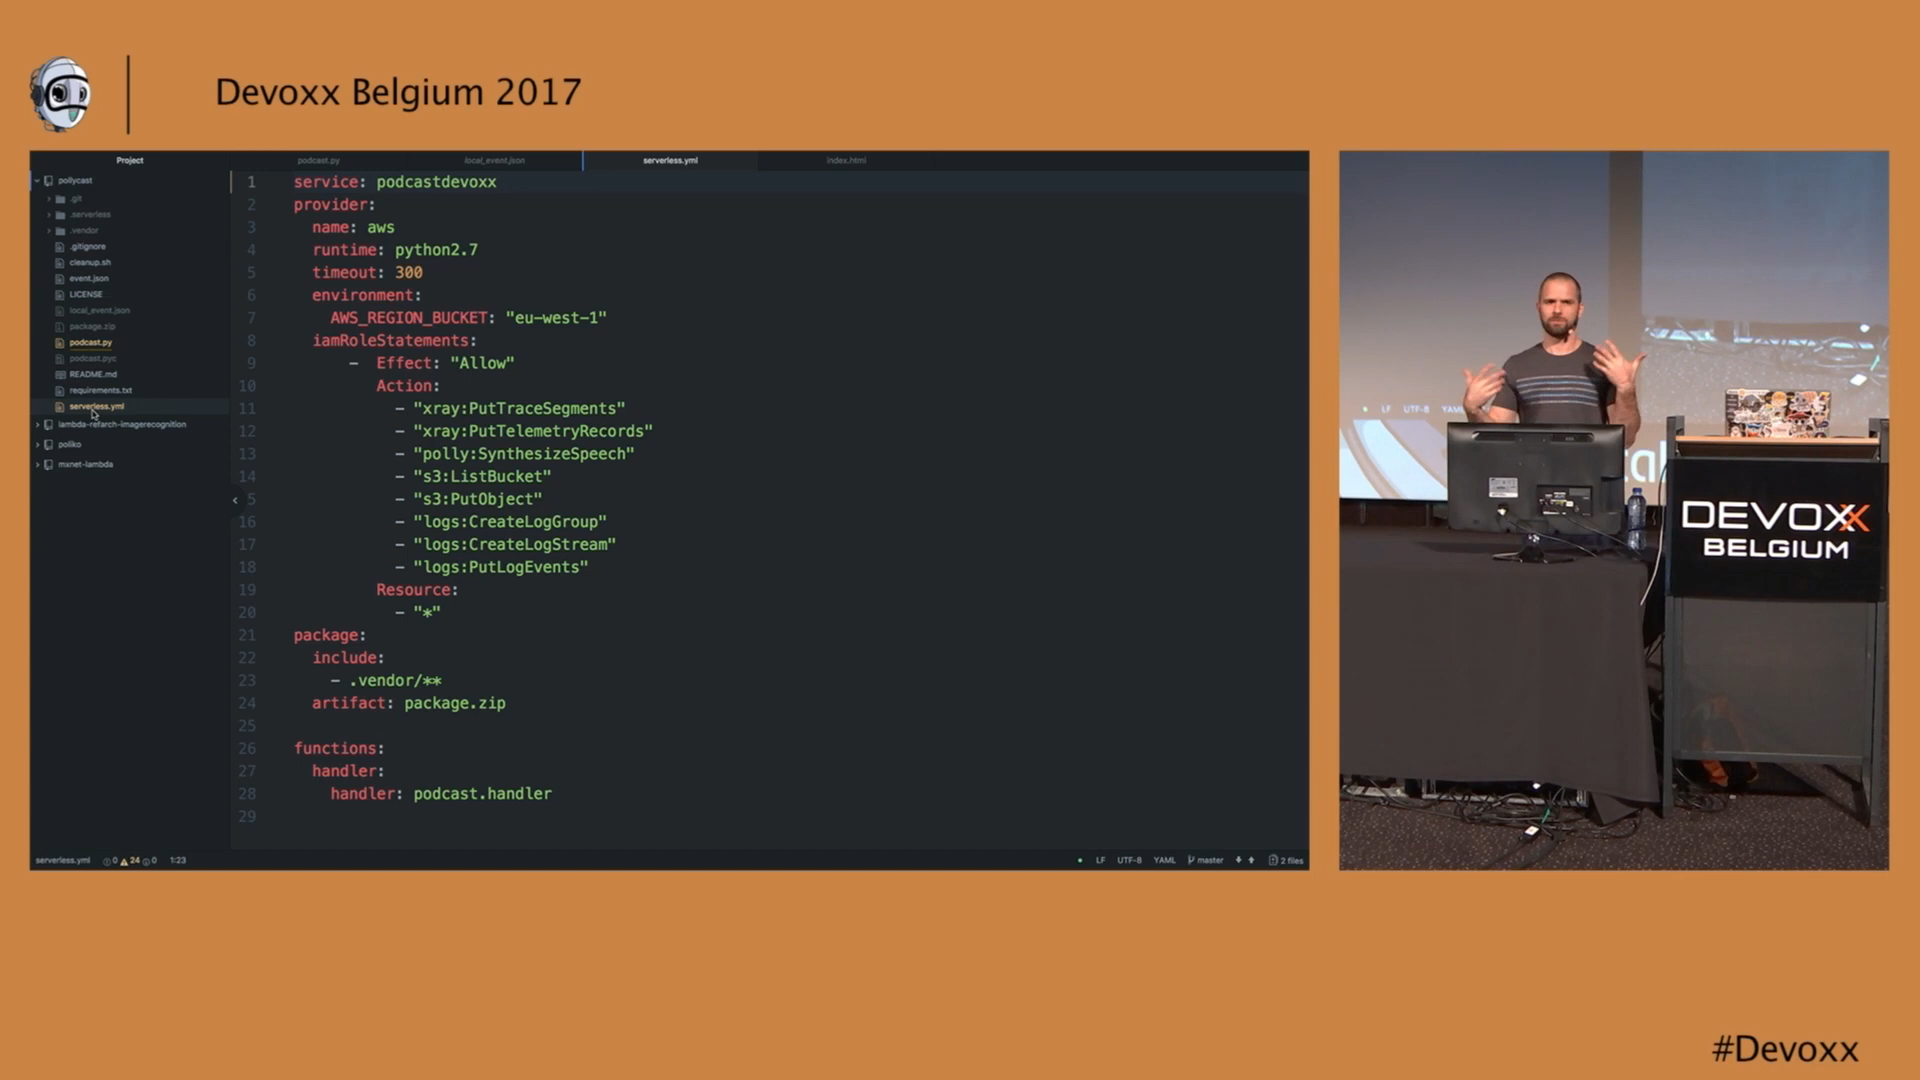 Devoxx Belgium 2017
Project
podcast.py
local_event.json
serverless.yml
index.html
pollycast
.git
.serverless
.vendor
.gitignore
cleanup.sh
event.json
LICENSE
local_event.json
package.zip
podcast.py
podcast.pyc
README.md
requirements.txt
serverless.yml
lambda-refarch-imagerecognition
poliko
mxnet-lambda
1 service: podcastdevoxx
2 provider:
3 name: aws
4 runtime: python2.7
5 timeout: 300
6 environment:
7 AWS_REGION_BUCKET: "eu-west-1"
8 iamRoleStatements:
9 - Effect: "Allow"
10 Action:
11 - "xray:PutTraceSegments"
12 - "xray:PutTelemetryRecords"
13 - "polly:SynthesizeSpeech"
14 - "s3:ListBucket"
5 - "s3:PutObject"
16 - "logs:CreateLogGroup"
17 - "logs:CreateLogStream"
18 - "logs:PutLogEvents"
19 Resource:
20 - "*"
21 package:
22 include:
23 - .vendor/**
24 artifact: package.zip
25
26 functions:
27 handler:
28 handler: podcast.handler
29
serverless.yml 0 24 0 1:23
LF UTF-8 YAML master 2 files
LF UTF-8 YAML
DEVOXX
BELGIUM
#Devoxx